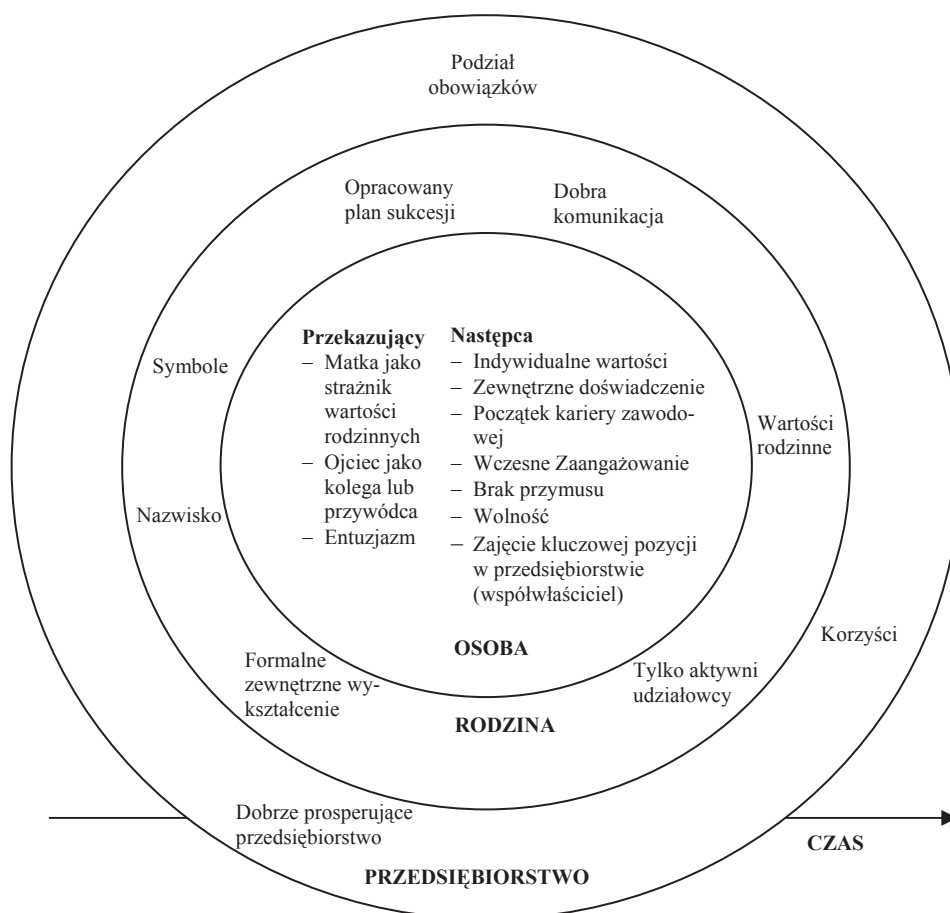 Podział
obowiązków
Opracowany
plan sukcesji
Dobra
komunikacja
Symbole
Nazwisko
Przekazujący
– Matka jako
strażnik
wartości
rodzinnych
– Ojciec jako
kolega lub
przywódca
– Entuzjazm
Następca
– Indywidualne wartości
– Zewnętrzne doświadczenie
– Początek kariery zawodo-
wej
– Wczesne Zaangażowanie
– Brak przymusu
– Wolność
– Zajęcie kluczowej pozycji
w przedsiębiorstwie
(współwłaściciel)
Wartości
rodzinne
OSOBA
Korzyści
Formalne
zewnętrzne wy-
kształcenie
Tylko aktywni
udziałowcy
RODZINA
Dobrze prosperujące
przedsiębiorstwo
CZAS
PRZEDSIĘBIORSTWO